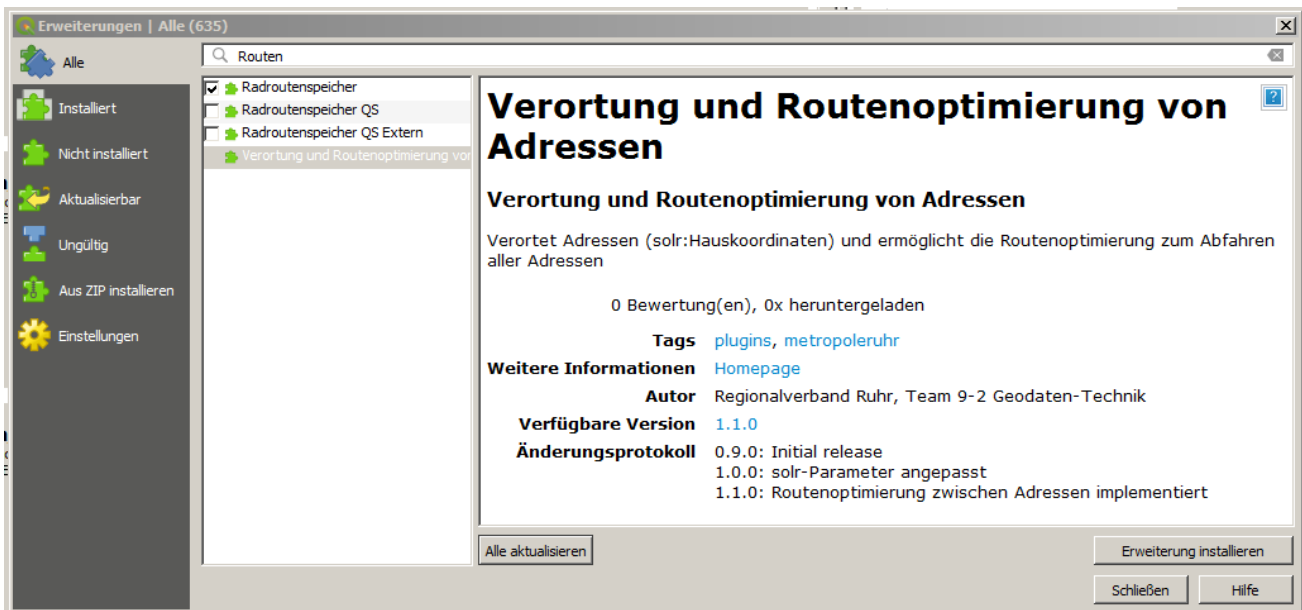 Erweiterungen | Alle (635)
Alle
Installiert
Nicht installiert
Aktualisierbar
Ungültig
Aus ZIP installieren
Einstellungen
Routen
Radroutenspeicher
Radroutenspeicher QS
Radroutenspeicher QS Extern
Verortung und Routenoptimierung vor
Verortung und Routenoptimierung von
Adressen
?
Verortung und Routenoptimierung von Adressen
Verortet Adressen (solr:Hauskoordinaten) und ermöglicht die Routenoptimierung zum Abfahren
aller Adressen
0 Bewertung(en), 0x heruntergeladen
Tags plugins, metropoleruhr
Weitere Informationen Homepage
Autor Regionalverband Ruhr, Team 9-2 Geodaten-Technik
Verfügbare Version 1.1.0
Änderungsprotokoll 0.9.0: Initial release
1.0.0: solr-Parameter angepasst
1.1.0: Routenoptimierung zwischen Adressen implementiert
Alle aktualisieren
Erweiterung installieren
Schließen
Hilfe